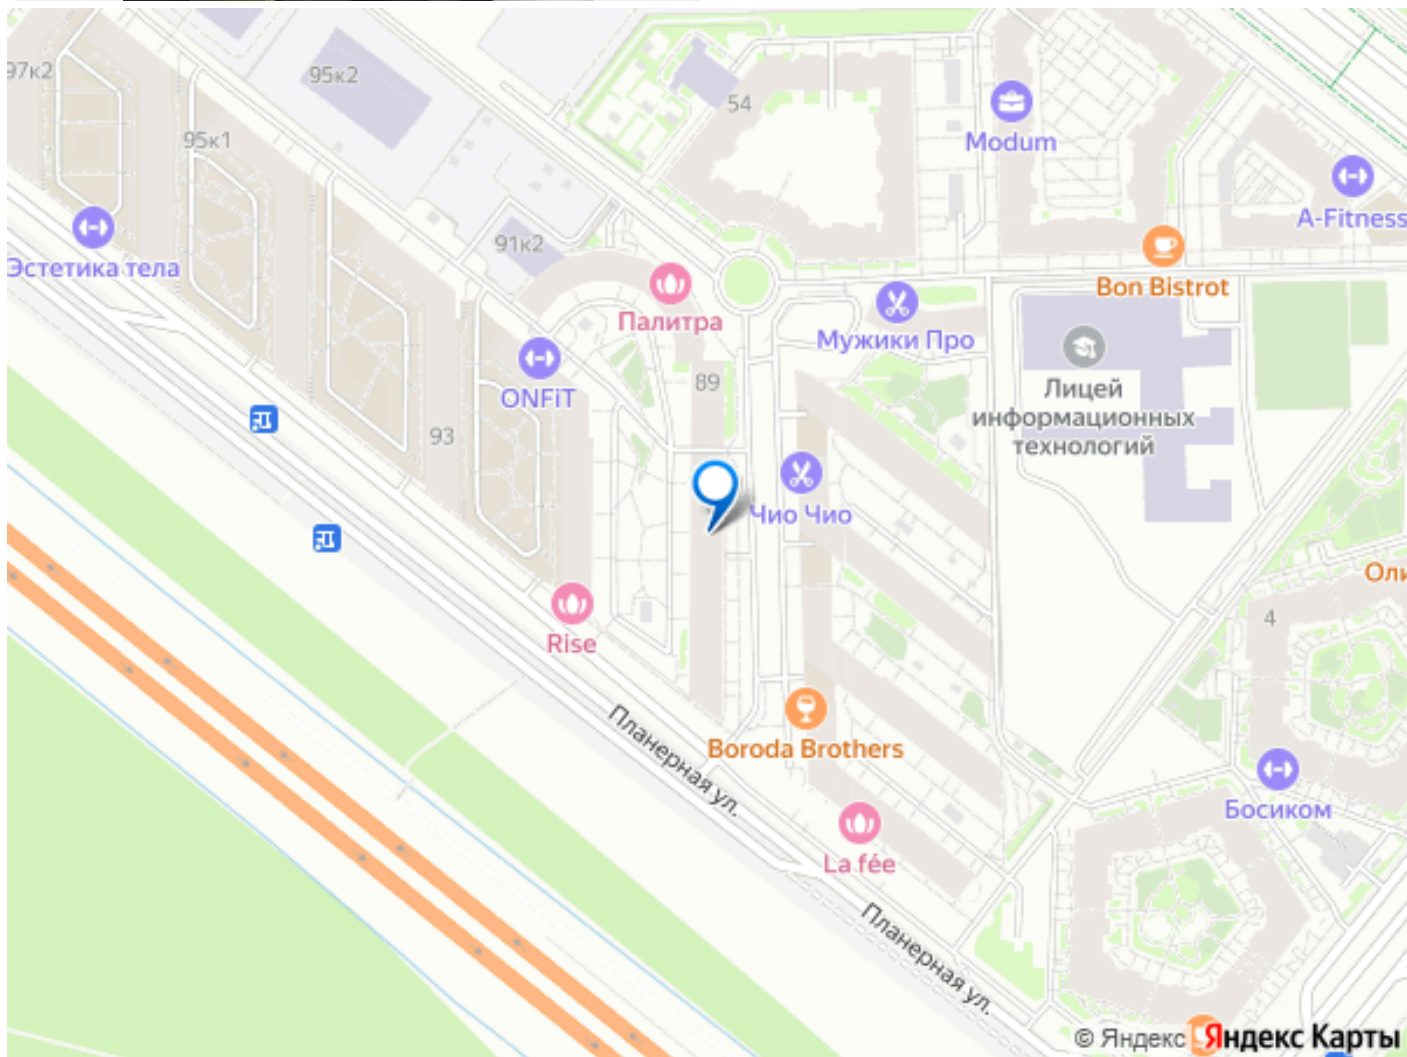 97к2
95к2
54
95к1
Modum
A-Fitness
91к2
Эстетика тела
Bon Bistrot
Палитра
Мужики Про
89
ONFiT
Лицей
информационных
технологий
93
Чио Чио
Rise
4
Планерная ул.
Boroda Brothers
Босиком
La fée
Планерная ул.
© Яндекс Яндекс Карты